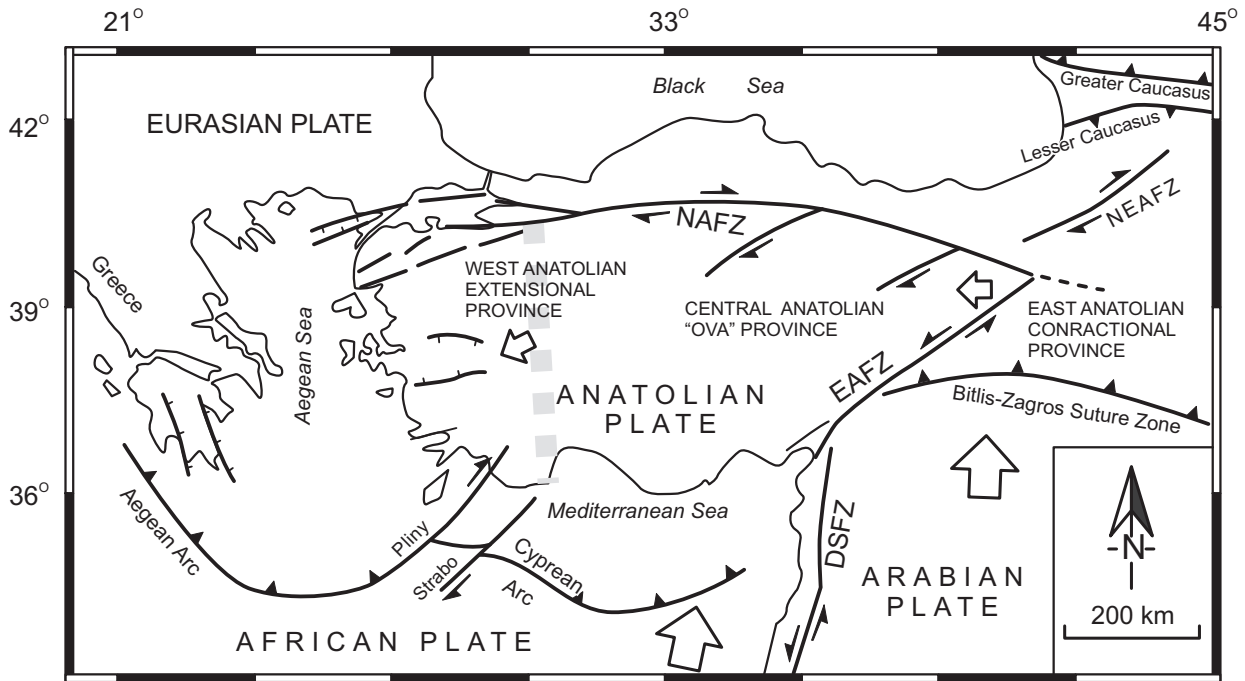 21°
33°
45°
Black Sea
Greater Caucasus
42°
EURASIAN PLATE
Lesser Caucasus
NAFZ
NEAFZ
Greece
WEST ANATOLIAN
EXTENSIONAL
PROVINCE
39°
Aegean Sea
CENTRAL ANATOLIAN
“OVA” PROVINCE
EAST ANATOLIAN
CONRACTIONAL
PROVINCE
EAFZ
ANATOLIAN
PLATE
Bitlis-Zagros Suture Zone
36°
Aegean Arc
Pliny
Strabo
Mediterranean Sea
Cyprean
Arc
DSFZ
ARABIAN
PLATE
AFRICAN PLATE
N
200 km